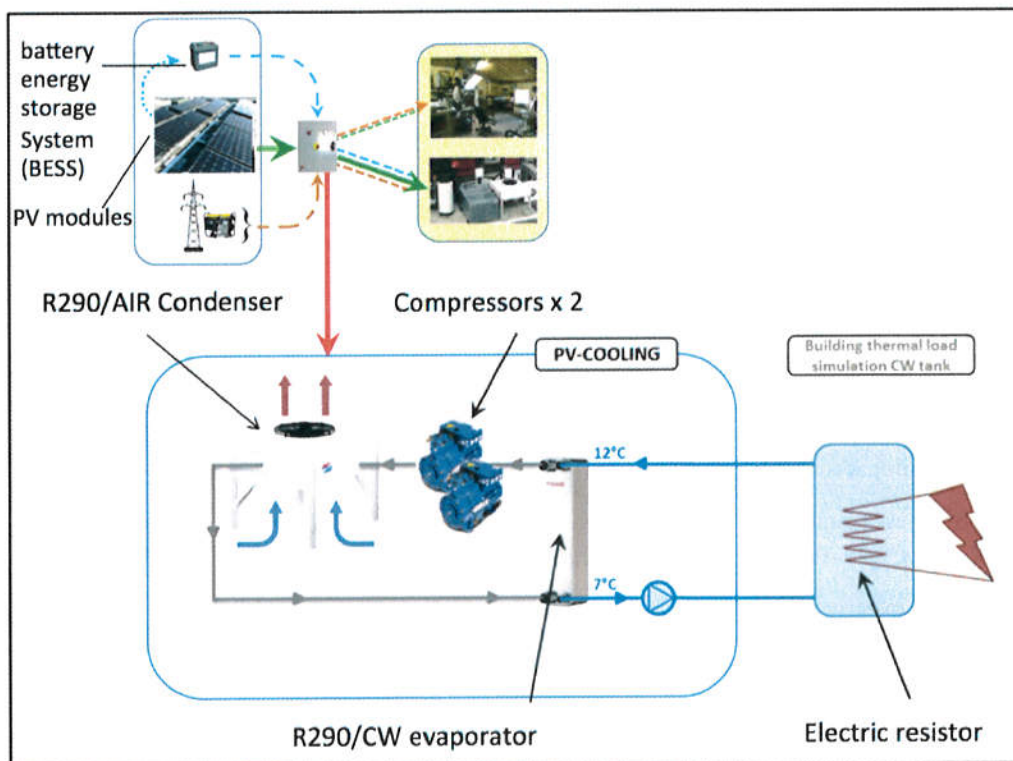 battery
energy
storage
System
(BESS)
PV modules
R290/AIR Condenser
Compressors x 2
PV-COOLING
Building thermal load
simulation CW tank
12°C
7°C
R290/CW evaporator
Electric resistor